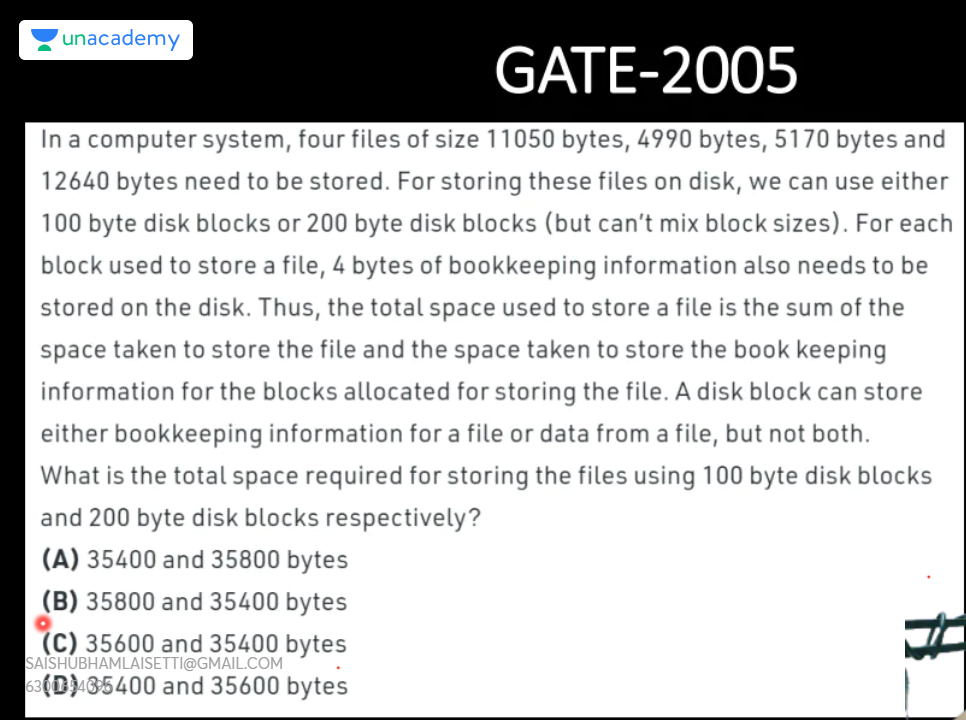 unacademy
GATE-2005
In a computer system, four files of size 11050 bytes, 4990 bytes, 5170 bytes and
12640 bytes need to be stored. For storing these files on disk, we can use either
100 byte disk blocks or 200 byte disk blocks (but can't mix block sizes). For each
block used to store a file, 4 bytes of bookkeeping information also needs to be
stored on the disk. Thus, the total space used to store a file is the sum of the
space taken to store the file and the space taken to store the book keeping
information for the blocks allocated for storing the file. A disk block can store
either bookkeeping information for a file or data from a file, but not both.
What is the total space required for storing the files using 100 byte disk blocks
and 200 byte disk blocks respectively?
(A) 35400 and 35800 bytes
(B) 35800 and 35400 bytes
(C) 35600 and 35400 bytes
SAISHUBHAMLAISETTI@GMAIL.COM
(D) 35400 and 35600 bytes